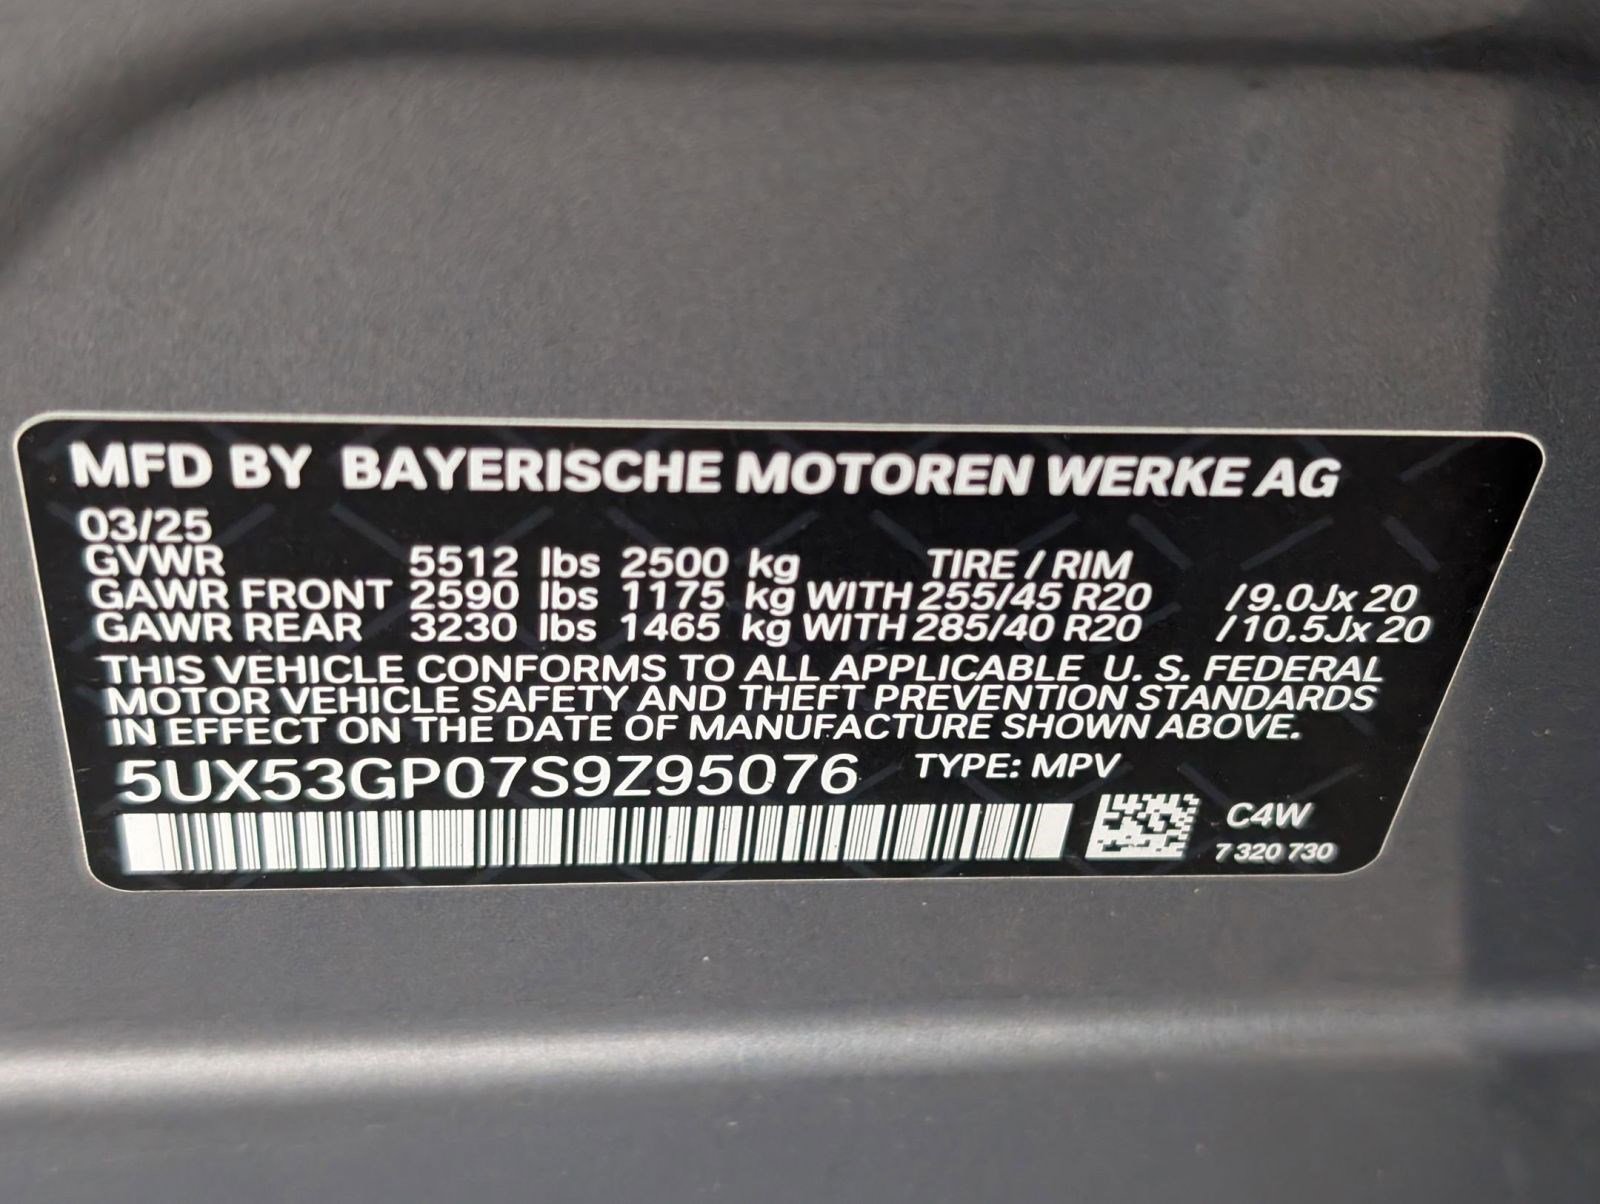 MFD BY BAYERISCHE MOTOREN WERKE AG
03/25
GVWR 5512 lbs 2500 kg TIRE / RIM
GAWR FRONT 2590 lbs 1175 kg WITH 255/45 R20 /9.0Jx 20
GAWR REAR 3230 lbs 1465 kg WITH 285/40 R20 /10.5Jx 20
THIS VEHICLE CONFORMS TO ALL APPLICABLE U. S. FEDERAL
MOTOR VEHICLE SAFETY AND THEFT PREVENTION STANDARDS
IN EFFECT ON THE DATE OF MANUFACTURE SHOWN ABOVE.
5UX53GP07S9Z95076 TYPE: MPV
C4W
7 320 730